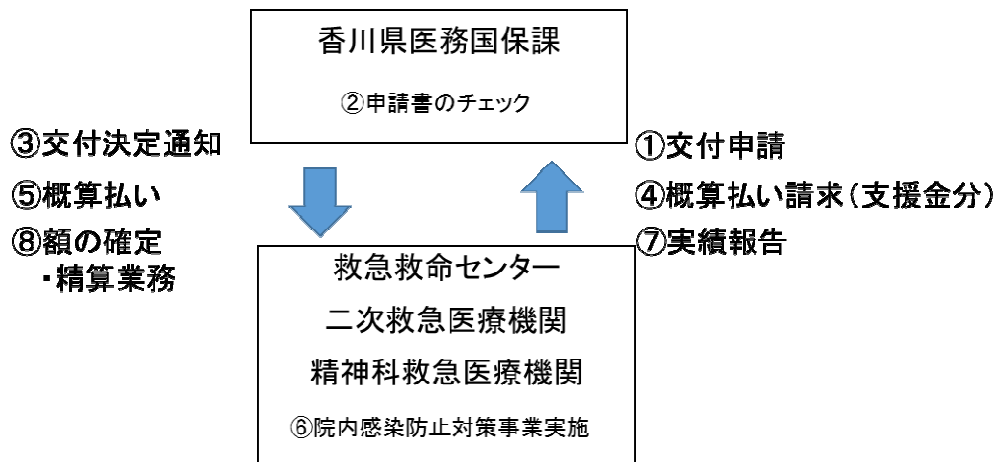 香川県医務国保課
②申請書のチェック
③交付決定通知
⑤概算払い
⑧額の確定
・精算業務
①交付申請
④概算払い請求（支援金分）
⑦実績報告
救急救命センター
二次救急医療機関
精神科救急医療機関
⑥院内感染防止対策事業実施